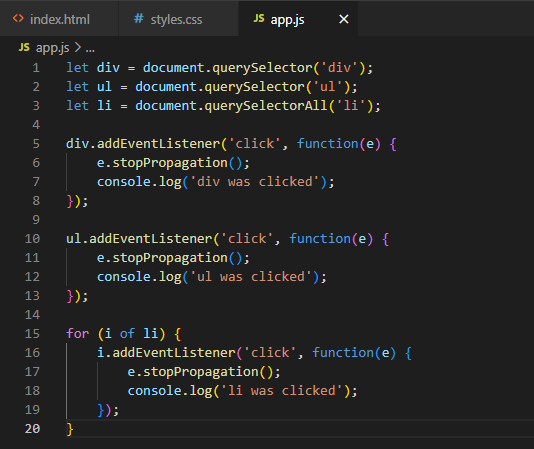 <> index.html # styles.css JS app.js ×
JS app.js > ...
1 let div = document.querySelector('div');
2 let ul = document.querySelector('ul');
3 let li = document.querySelectorAll('li');
4
5 div.addEventListener('click', function(e) {
6     e.stopPropagation();
7     console.log('div was clicked');
8 });
9
10 ul.addEventListener('click', function(e) {
11     e.stopPropagation();
12     console.log('ul was clicked');
13 });
14
15 for (i of li) {
16     i.addEventListener('click', function(e) {
17         e.stopPropagation();
18         console.log('li was clicked');
19     });
20 }